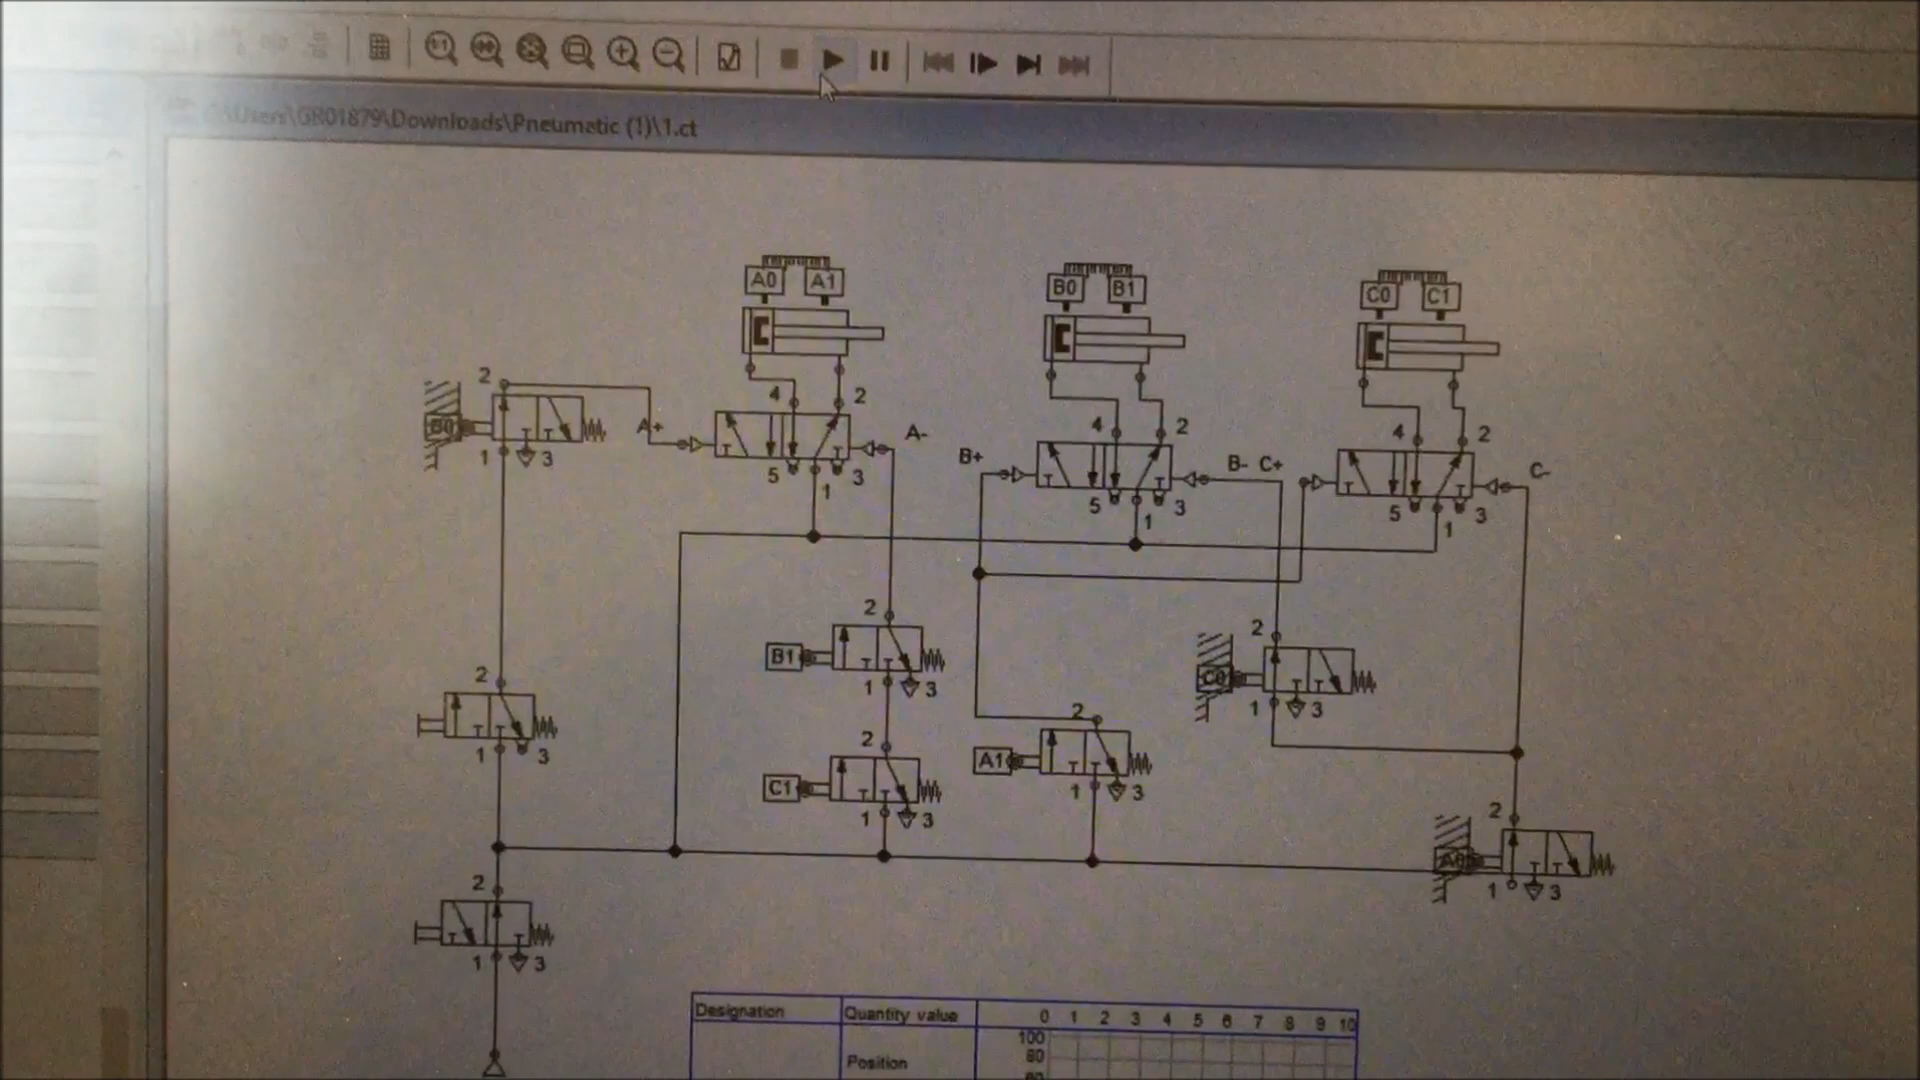 1:1
C:\Users\GR01879\Downloads\Pneumatic (1)\1.ct
A0 A1
B0 B1
C0 C1
2
B0
1 3
A+
4 2
A-
5 1 3
B+
4 2
B-
5 1 3
C+
4 2
C-
5 1 3
2
B1
1 3
2
C0
1 3
2
1 3
2
C1
1 3
2
A1
1 3
2
A0
1 3
2
1 3
Designation
Quantity value
0 1 2 3 4 5 6 7 8 9 10
100
80
Position